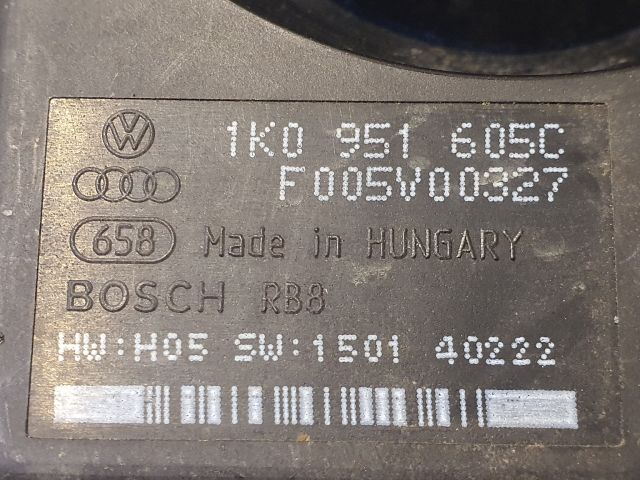 1K0 951 605C
F005V00327
658 Made in HUNGARY
BOSCH RB8
HW:H05 SW:1501 40222